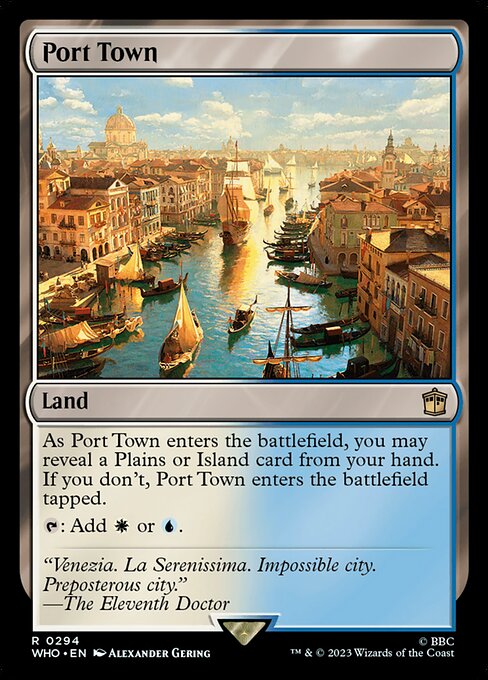 Port Town
Land
As Port Town enters the battlefield, you may
reveal a Plains or Island card from your hand.
If you don't, Port Town enters the battlefield
tapped.
: Add or .
“Venezia. La Serenissima. Impossible city.
Preposterous city.”
—The Eleventh Doctor
R 0294
WHO • EN Alexander Gering
© BBC
™ & © 2023 Wizards of the Coast